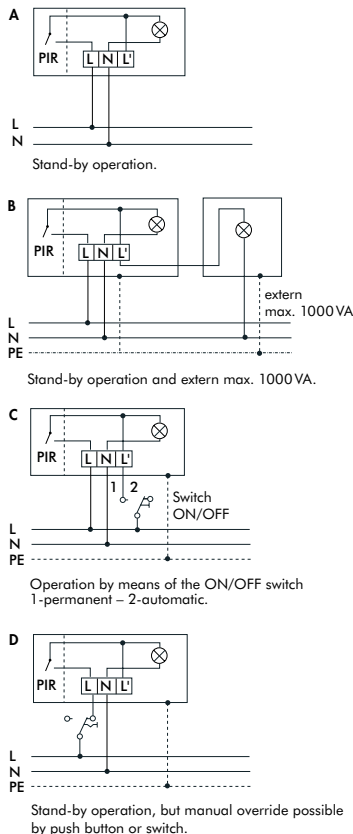 A
PIR
L N L'
L
N
Stand-by operation.
B
PIR
L N L'
extern
max. 1000 VA
L
N
PE
Stand-by operation and extern max. 1000 VA.
C
PIR
L N L'
1 2
Switch
ON/OFF
L
N
PE
Operation by means of the ON/OFF switch
1-permanent – 2-automatic.
D
PIR
L N L'
L
N
PE
Stand-by operation, but manual override possible
by push button or switch.